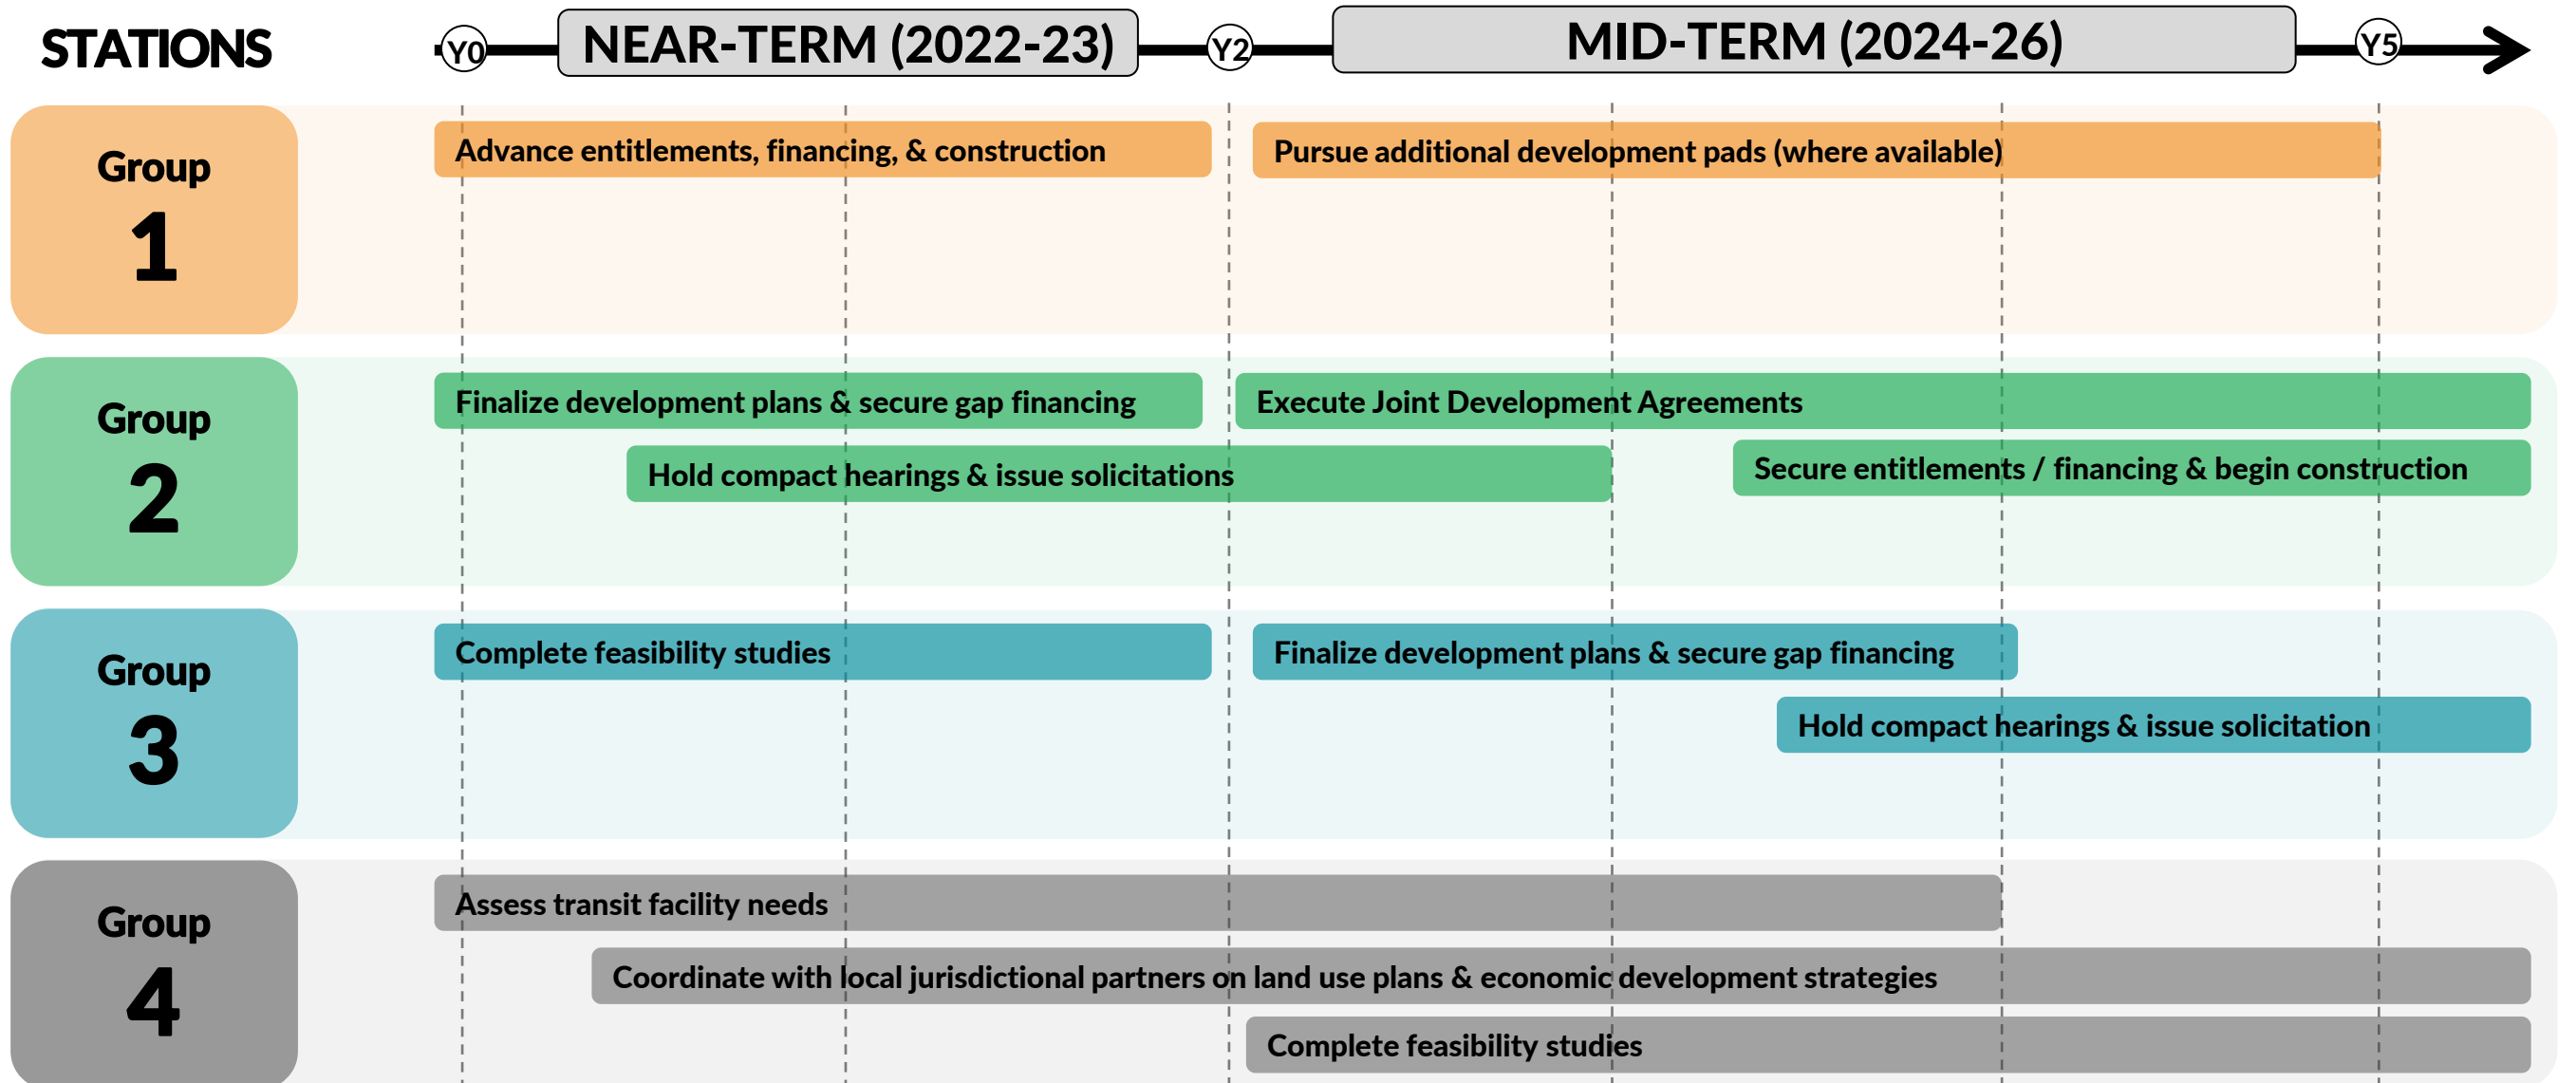 STATIONS
Y0
NEAR-TERM (2022-23)
Y2
MID-TERM (2024-26)
Y5
Group
1
Advance entitlements, financing, & construction
Pursue additional development pads (where available)
Group
2
Finalize development plans & secure gap financing
Execute Joint Development Agreements
Hold compact hearings & issue solicitations
Secure entitlements / financing & begin construction
Group
3
Complete feasibility studies
Finalize development plans & secure gap financing
Hold compact hearings & issue solicitation
Group
4
Assess transit facility needs
Coordinate with local jurisdictional partners on land use plans & economic development strategies
Complete feasibility studies